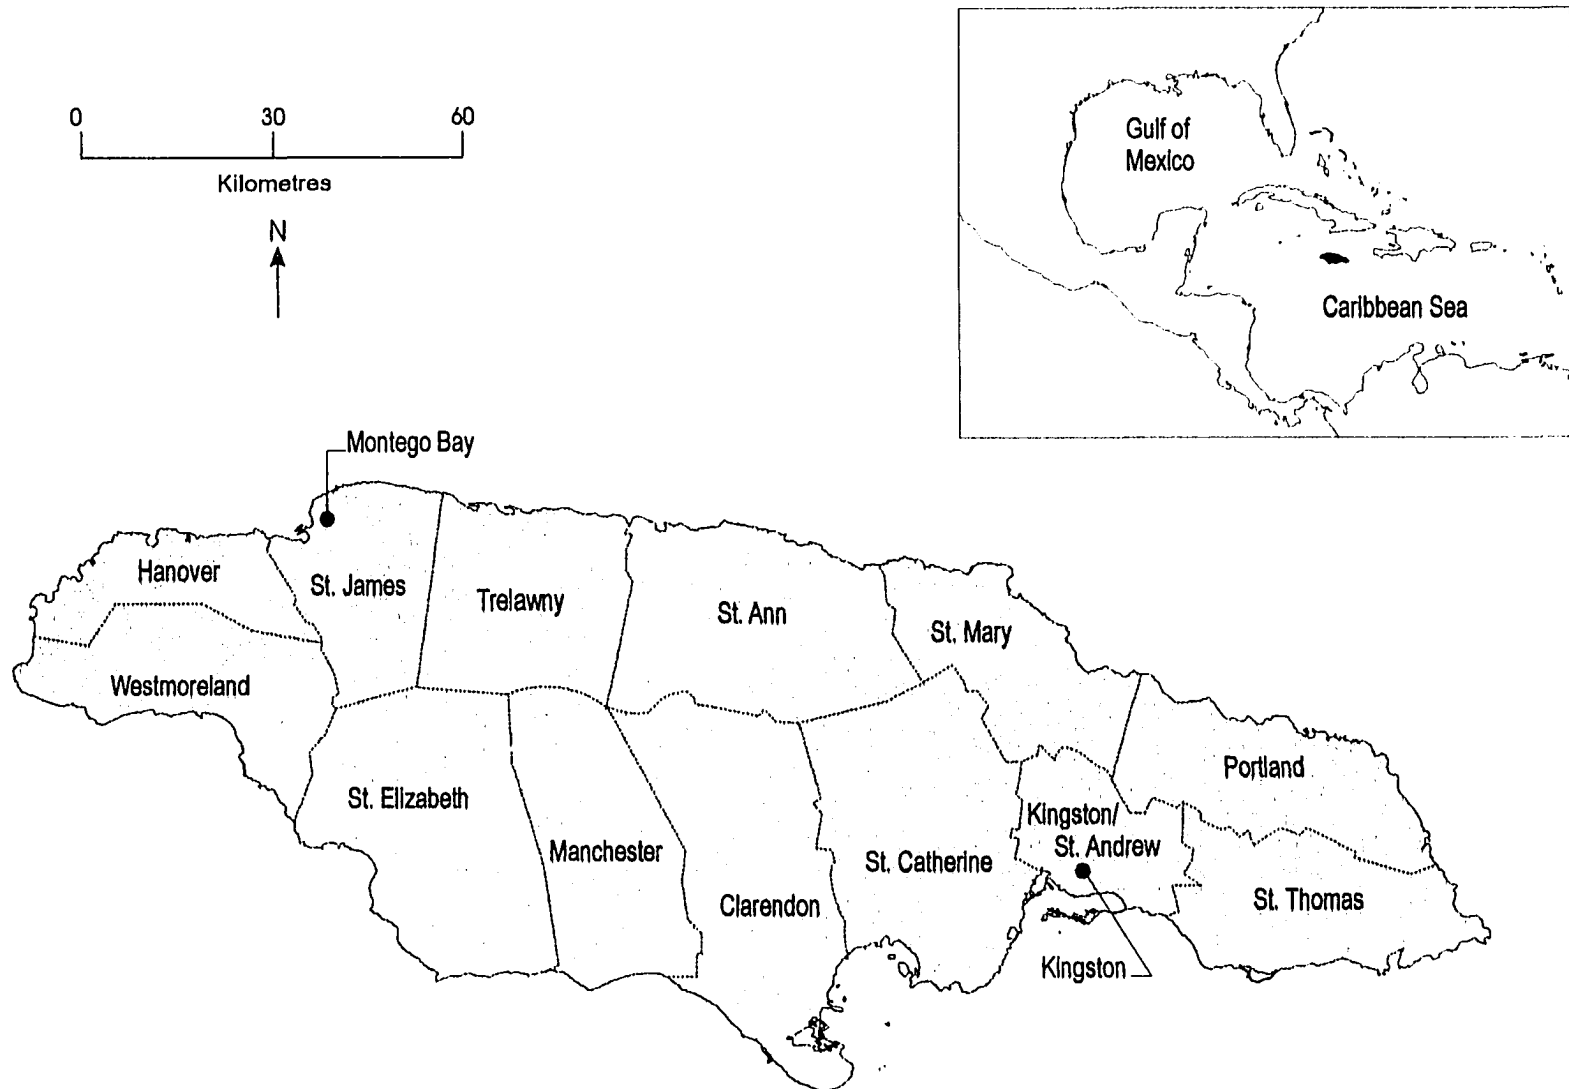 0 30 60
Kilometres
N
Gulf of
Mexico
Caribbean Sea
Montego Bay
Hanover
St. James
Trelawny
St. Ann
St. Mary
Westmoreland
St. Elizabeth
Manchester
Clarendon
St. Catherine
Kingston/
St. Andrew
Portland
St. Thomas
Kingston